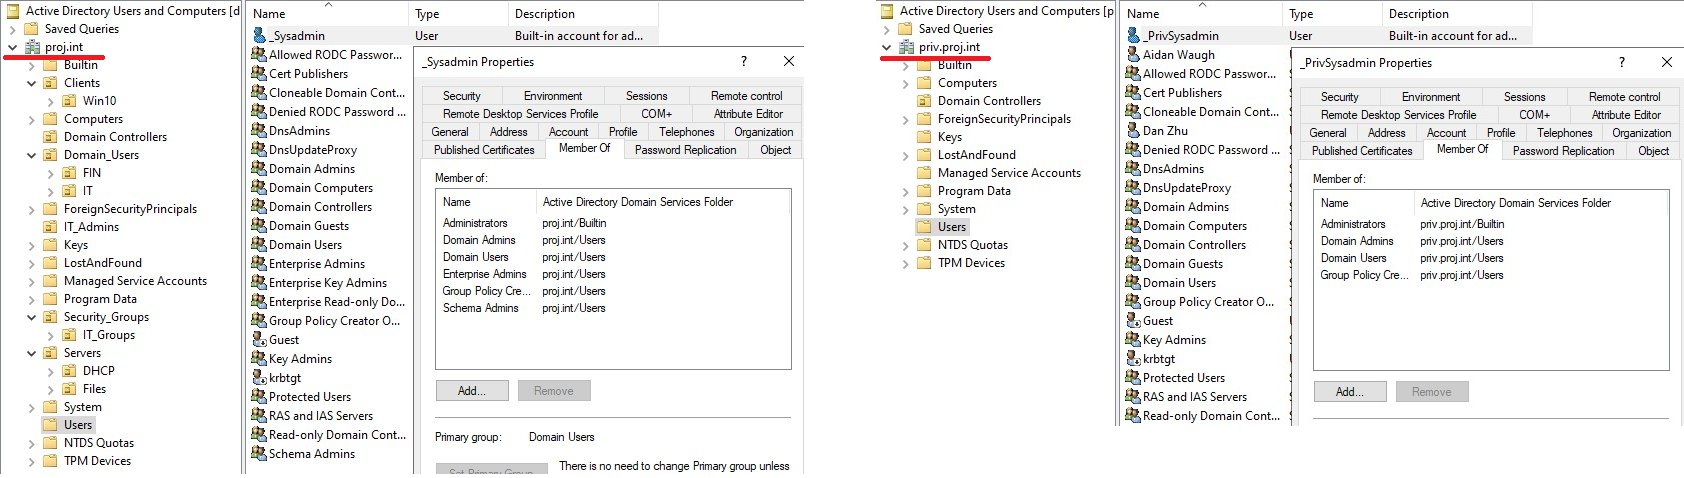 Active Directory Users and Computers [d
Saved Queries
proj.int
Builtin
Clients
Win10
Computers
Domain Controllers
Domain_Users
FIN
IT
ForeignSecurityPrincipals
IT_Admins
Keys
LostAndFound
Managed Service Accounts
Program Data
Security_Groups
IT_Groups
Servers
DHCP
Files
System
Users
NTDS Quotas
TPM Devices
Name Type Description
_Sysadmin User Built-in account for ad...
Allowed RODC Passwor...
Cert Publishers
Cloneable Domain Cont...
Denied RODC Password ...
DnsAdmins
DnsUpdateProxy
Domain Admins
Domain Computers
Domain Controllers
Domain Guests
Domain Users
Enterprise Admins
Enterprise Key Admins
Enterprise Read-only Do...
Group Policy Creator O...
Guest
Key Admins
krbtgt
Protected Users
RAS and IAS Servers
Read-only Domain Cont...
Schema Admins
_Sysadmin Properties ?
Security Environment Sessions Remote control
Remote Desktop Services Profile COM+ Attribute Editor
General Address Account Profile Telephones Organization
Published Certificates Member Of Password Replication Object
Member of:
Name Active Directory Domain Services Folder
Administrators proj.int/Builtin
Domain Admins proj.int/Users
Domain Users proj.int/Users
Enterprise Admins proj.int/Users
Group Policy Cre... proj.int/Users
Schema Admins proj.int/Users
Add... Remove
Primary group: Domain Users
Set Primary Group There is no need to change Primary group unless
Active Directory Users and Computers [p
Saved Queries
priv.proj.int
Builtin
Computers
Domain Controllers
ForeignSecurityPrincipals
Keys
LostAndFound
Managed Service Accounts
Program Data
System
Users
NTDS Quotas
TPM Devices
Name Type Description
_PrivSysadmin User Built-in account for ad...
Aidan Waugh
Allowed RODC Passwor...
Cert Publishers
Cloneable Domain Cont...
Dan Zhu
Denied RODC Password ...
DnsAdmins
DnsUpdateProxy
Domain Admins
Domain Computers
Domain Controllers
Domain Guests
Domain Users
Group Policy Creator O...
Guest
Key Admins
krbtgt
Protected Users
RAS and IAS Servers
Read-only Domain Cont...
_PrivSysadmin Properties ?
Security Environment Sessions Remote control
Remote Desktop Services Profile COM+ Attribute Editor
General Address Account Profile Telephones Organization
Published Certificates Member Of Password Replication Object
Member of:
Name Active Directory Domain Services Folder
Administrators priv.proj.int/Builtin
Domain Admins priv.proj.int/Users
Domain Users priv.proj.int/Users
Group Policy Cre... priv.proj.int/Users
Add... Remove